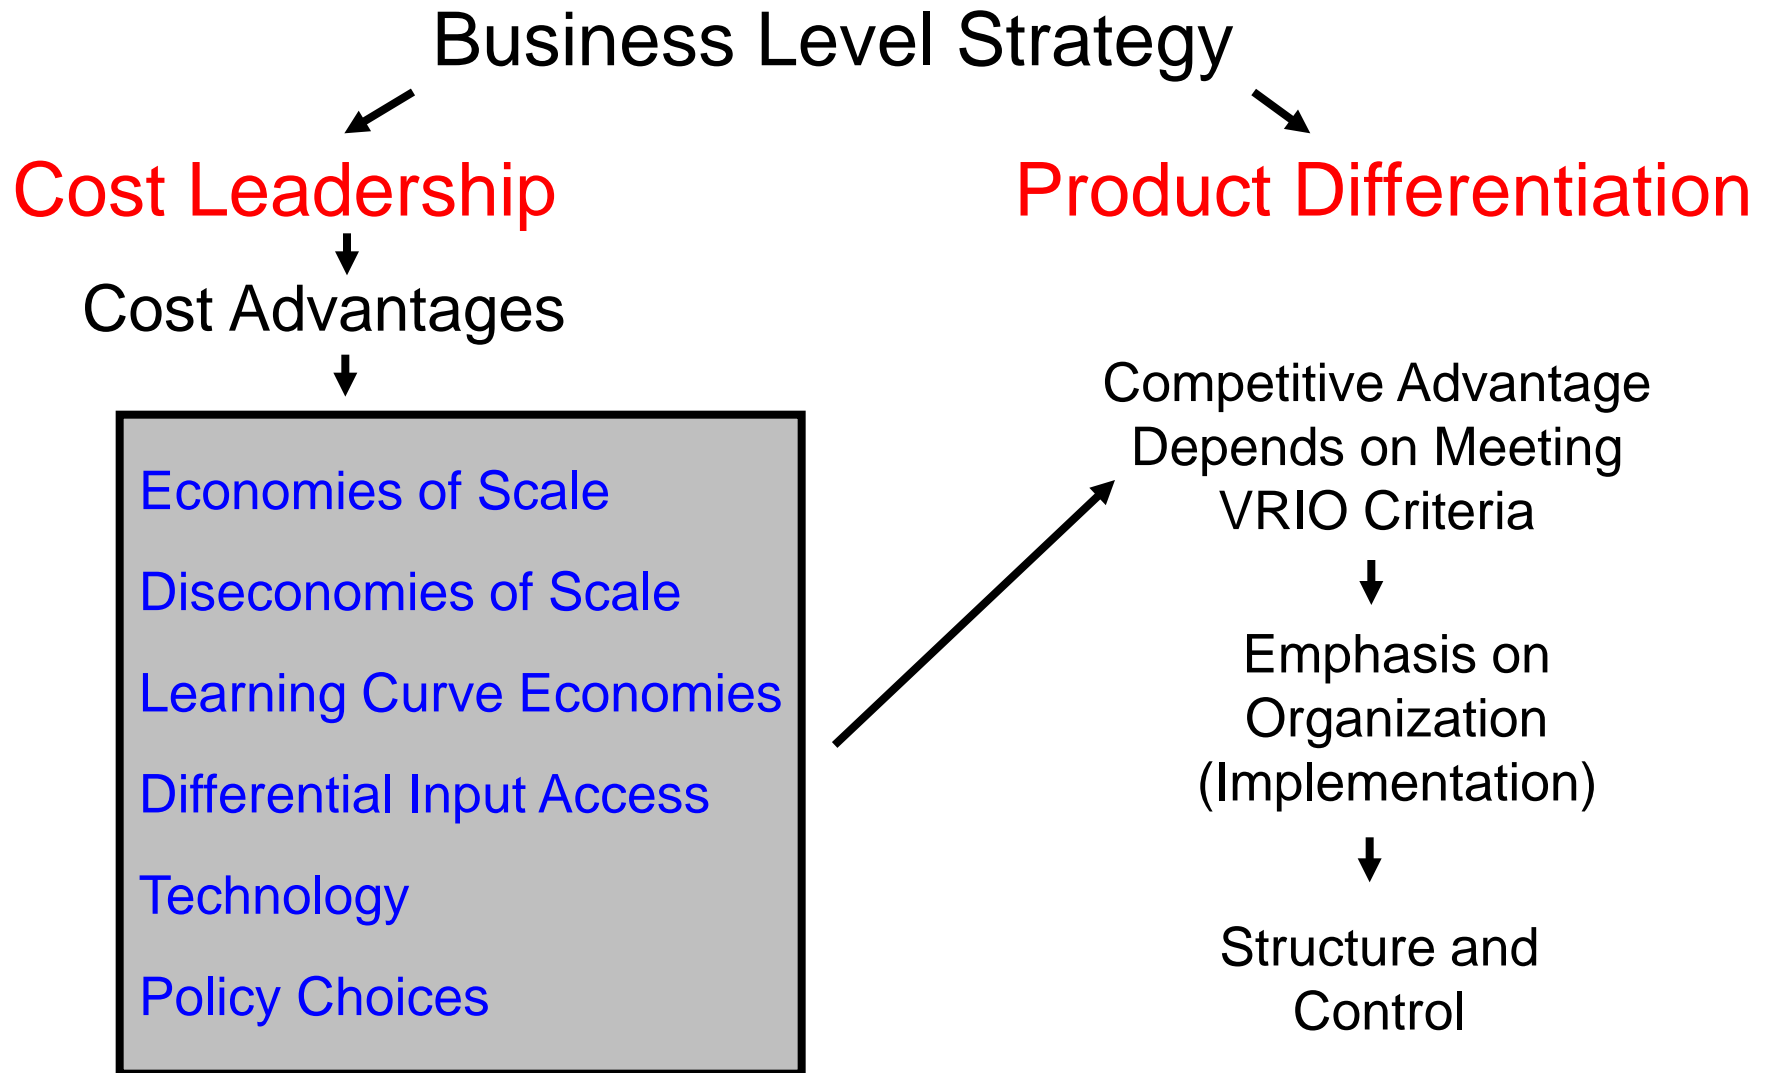 Business Level Strategy
Cost Leadership
Product Differentiation
Cost Advantages
Economies of Scale
Diseconomies of Scale
Learning Curve Economies
Differential Input Access
Technology
Policy Choices
Competitive Advantage
Depends on Meeting
VRIO Criteria
Emphasis on
Organization
(Implementation)
Structure and
Control